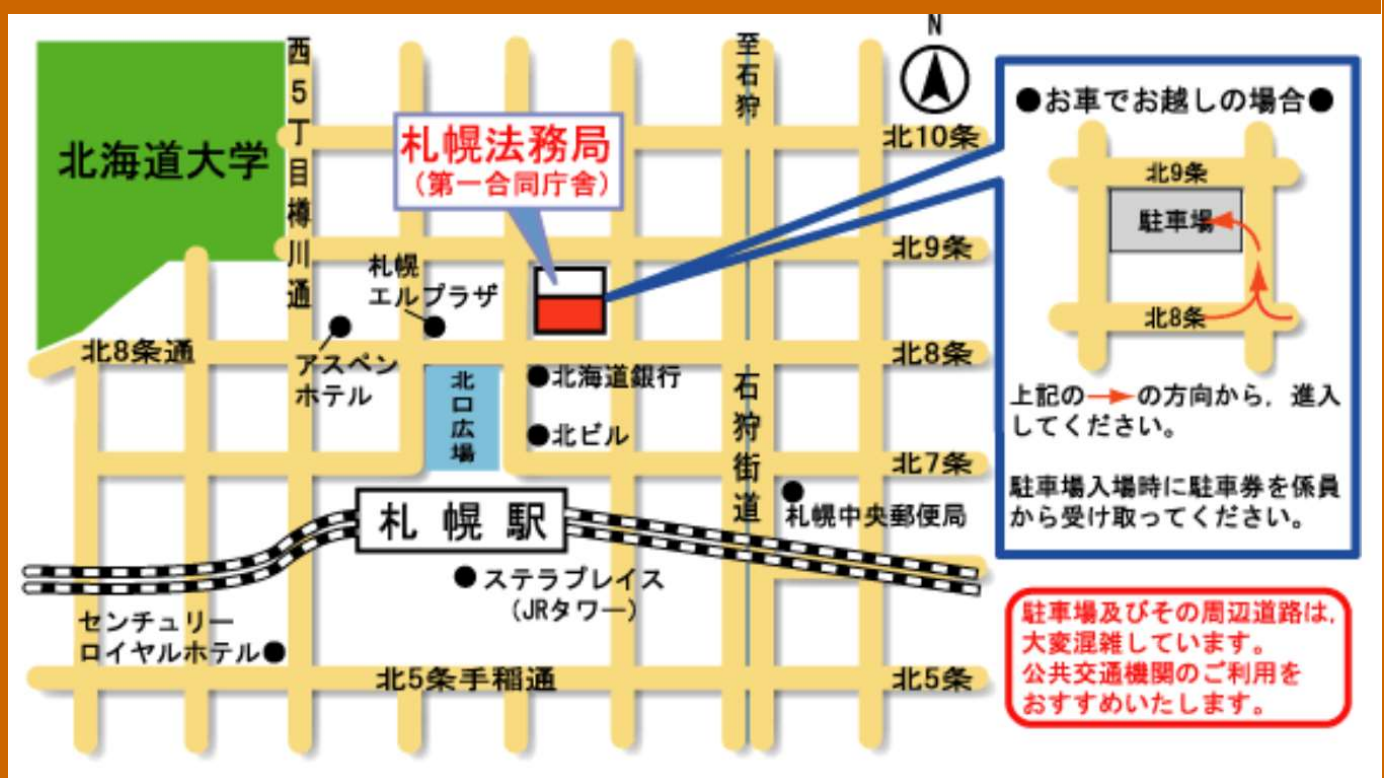 西5丁目樽川通
至石狩
N
北海道大学
札幌法務局
（第一合同庁舎）
北10条
北9条
札幌
エルプラザ
北8条通
アスペン
ホテル
北8条
北口広場
●北海道銀行
●北ビル
石狩街道
北7条
札幌中央郵便局
札幌駅
ステラプレイス
（JRタワー）
センチュリー
ロイヤルホテル●
北5条手稲通
北5条
●お車でお越しの場合●
北9条
駐車場
北8条
上記の→の方向から，進入
してください。
駐車場入場時に駐車券を係員
から受け取ってください。
駐車場及びその周辺道路は，
大変混雑しています。
公共交通機関のご利用を
おすすめいたします。